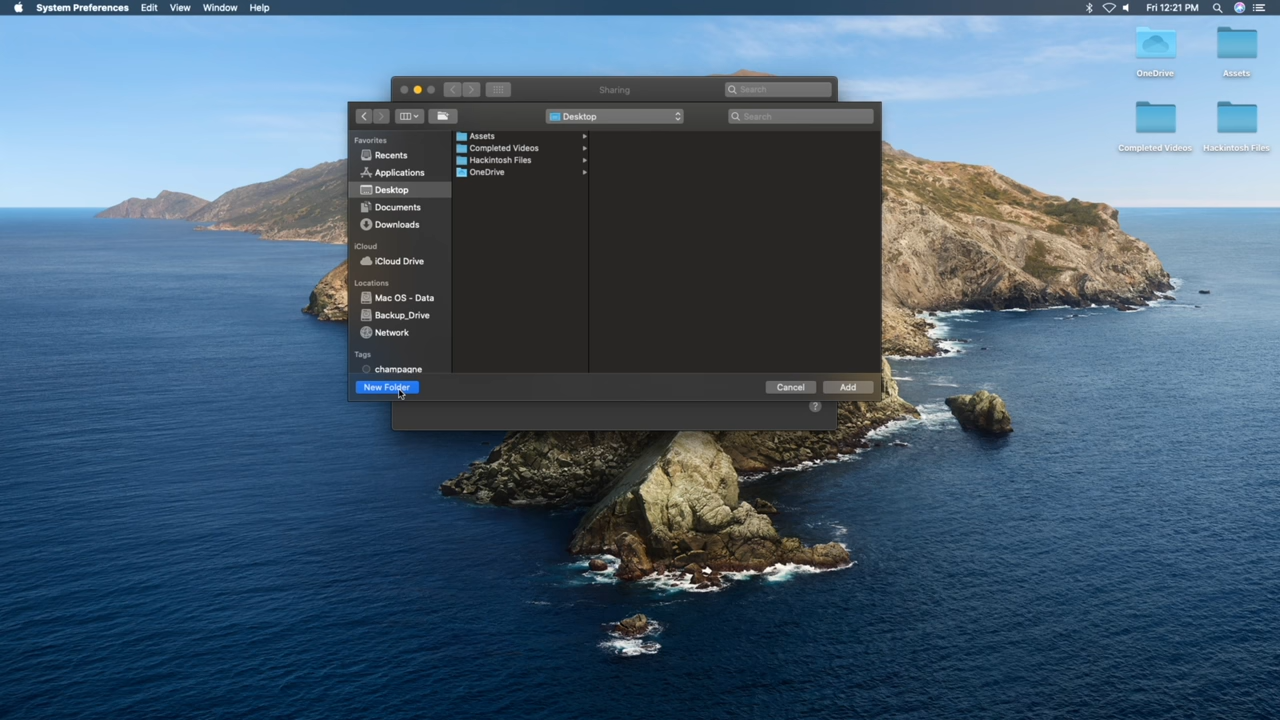 System Preferences Edit View Window Help Fri 12:21 PM
OneDrive Assets
Completed Videos Hackintosh Files
Sharing Search
Desktop Search
Favorites
Recents
Applications
Desktop
Documents
Downloads
iCloud
iCloud Drive
Locations
Mac OS - Data
Backup_Drive
Network
Tags
champagne
Assets
Completed Videos
Hackintosh Files
OneDrive
New Folder Cancel Add
?